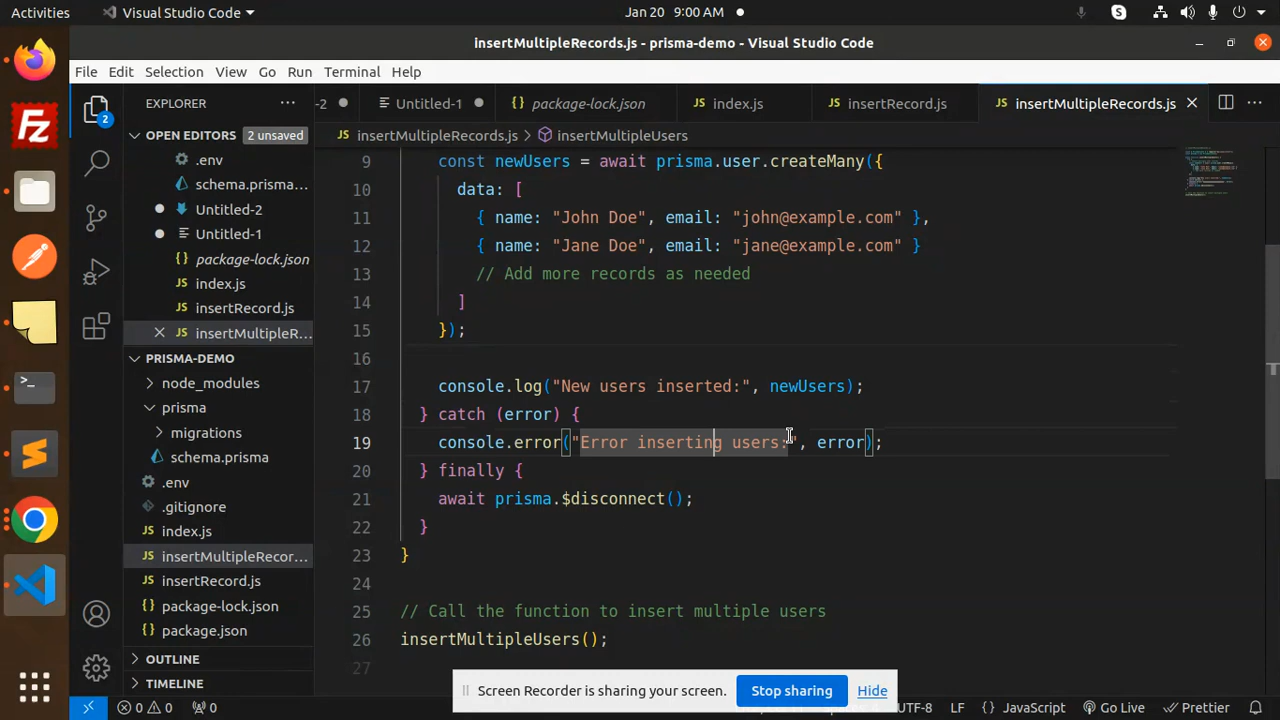 Activities Visual Studio Code Jan 20 9:00 AM
insertMultipleRecords.js - prisma-demo - Visual Studio Code
File Edit Selection View Go Run Terminal Help
EXPLORER
-2 Untitled-1 package-lock.json index.js insertRecord.js insertMultipleRecords.js
insertMultipleRecords.js > insertMultipleUsers
OPEN EDITORS 2 unsaved
.env
schema.prisma...
Untitled-2
Untitled-1
package-lock.json
index.js
insertRecord.js
insertMultipleR...
PRISMA-DEMO
node_modules
prisma
migrations
schema.prisma
.env
.gitignore
index.js
insertMultipleRecor...
insertRecord.js
package-lock.json
package.json
OUTLINE
TIMELINE
2
9 const newUsers = await prisma.user.createMany({
10 data: [
11 { name: "John Doe", email: "john@example.com" },
12 { name: "Jane Doe", email: "jane@example.com" }
13 // Add more records as needed
14 ]
15 });
16
17 console.log("New users inserted:", newUsers);
18 } catch (error) {
19 console.error("Error inserting users:", error);
20 } finally {
21 await prisma.$disconnect();
22 }
23 }
24
25 // Call the function to insert multiple users
26 insertMultipleUsers();
27
Screen Recorder is sharing your screen. Stop sharing Hide
0 0 0 UTF-8 LF {} JavaScript Go Live Prettier